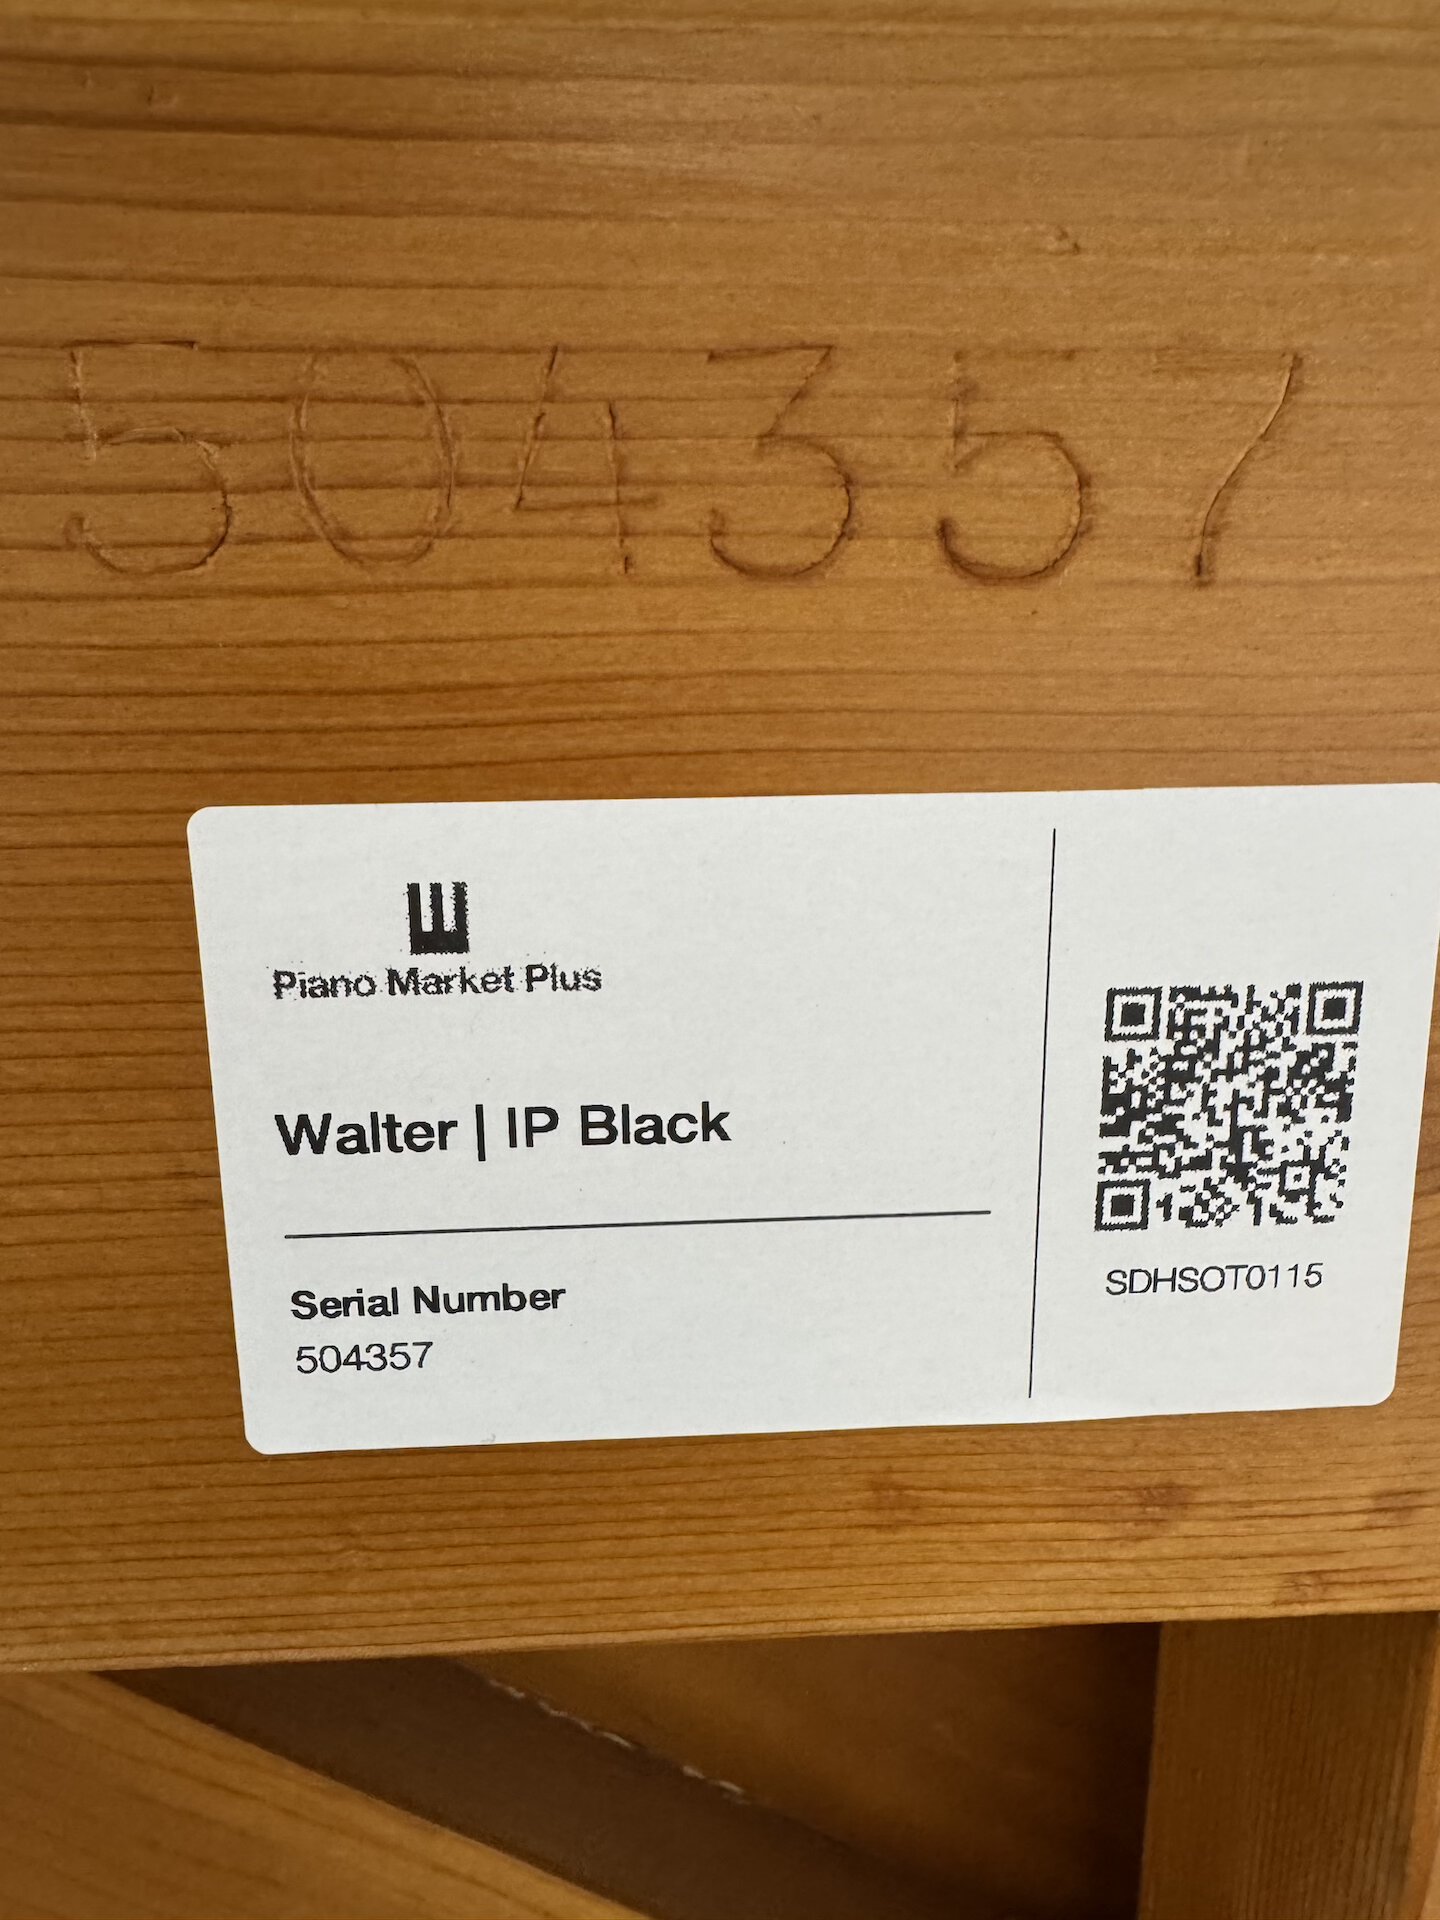 504357
Piano Market Plus
Walter | IP Black
Serial Number
504357
SDHSOT0115